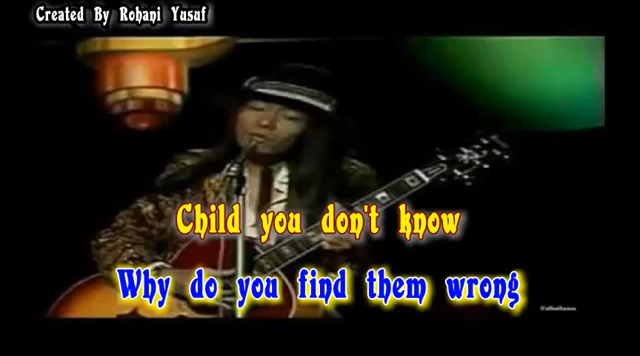 Created By Rohani Yusuf
Child you don't know
Why do you find them wrong